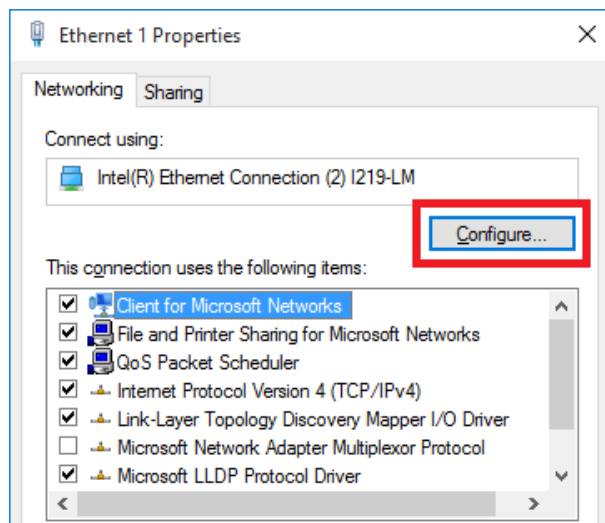 Ethernet 1 Properties
Networking
Sharing
Connect using:
Intel(R) Ethernet Connection (2) I219-LM
Configure...
This connection uses the following items:
Client for Microsoft Networks
File and Printer Sharing for Microsoft Networks
QoS Packet Scheduler
Internet Protocol Version 4 (TCP/IPv4)
Link-Layer Topology Discovery Mapper I/O Driver
Microsoft Network Adapter Multiplexor Protocol
Microsoft LLDP Protocol Driver